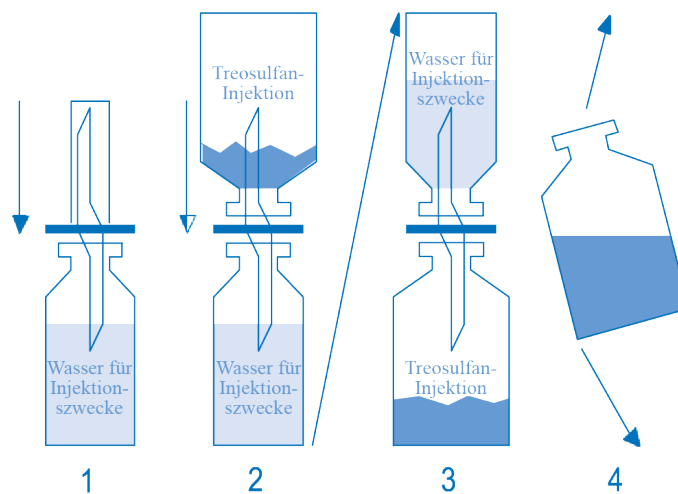 Wasser für
Injektion-
szwecke
1
Treosulfan-
Injektion
Wasser für
Injektion-
szwecke
2
Wasser für
Injektion-
szwecke
Treosulfan-
Injektion
3
4